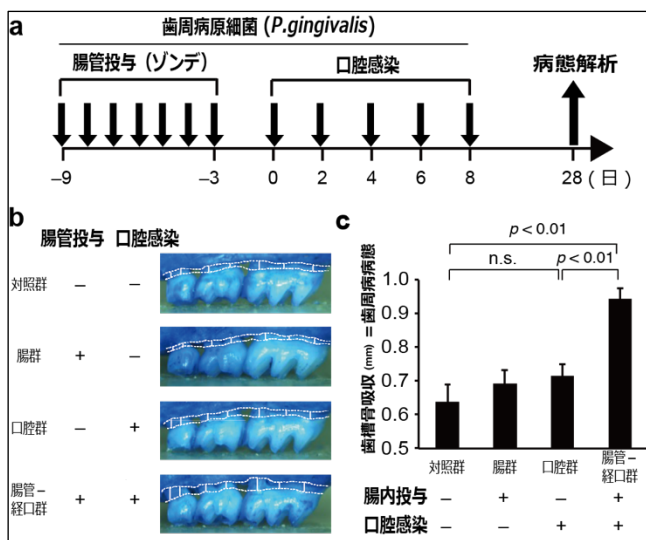 a
歯周病原細菌 (P.gingivalis)
腸管投与 (ゾンデ)
口腔感染
病態解析
–9
–3
0
2
4
6
8
28 (日)
b
腸管投与 口腔感染
対照群 – –
腸群 + –
口腔群 – +
腸管–
経口群 + +
c
p < 0.01
n.s.
p < 0.01
歯槽骨吸収 (mm) = 歯周病病態
1.0
0.9
0.8
0.7
0.6
0.5
対照群 腸群 口腔群 腸管–
経口群
腸内投与 – + – +
口腔感染 – – + +